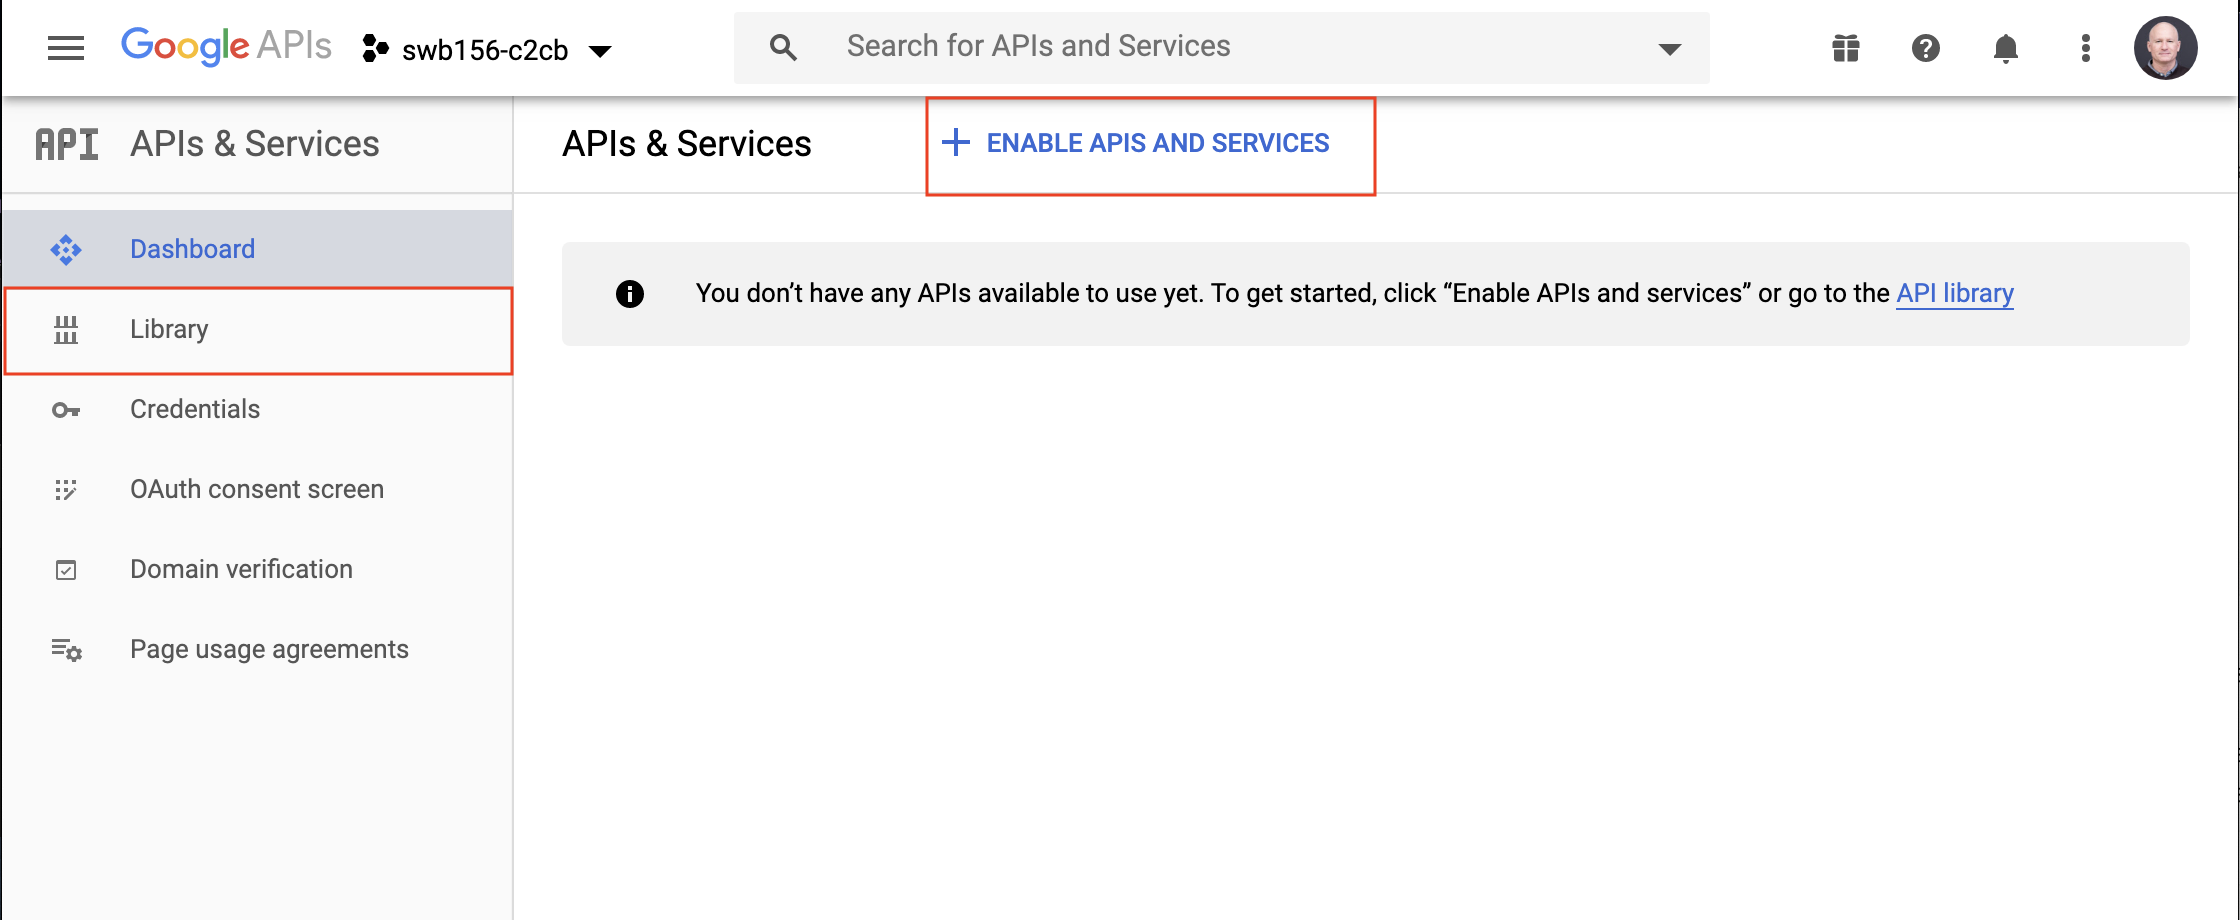 Google APIs
swb156-c2cb
Search for APIs and Services
API
APIs & Services
APIs & Services
ENABLE APIS AND SERVICES
Dashboard
Library
Credentials
OAuth consent screen
Domain verification
Page usage agreements
You don’t have any APIs available to use yet. To get started, click “Enable APIs and services” or go to the API library